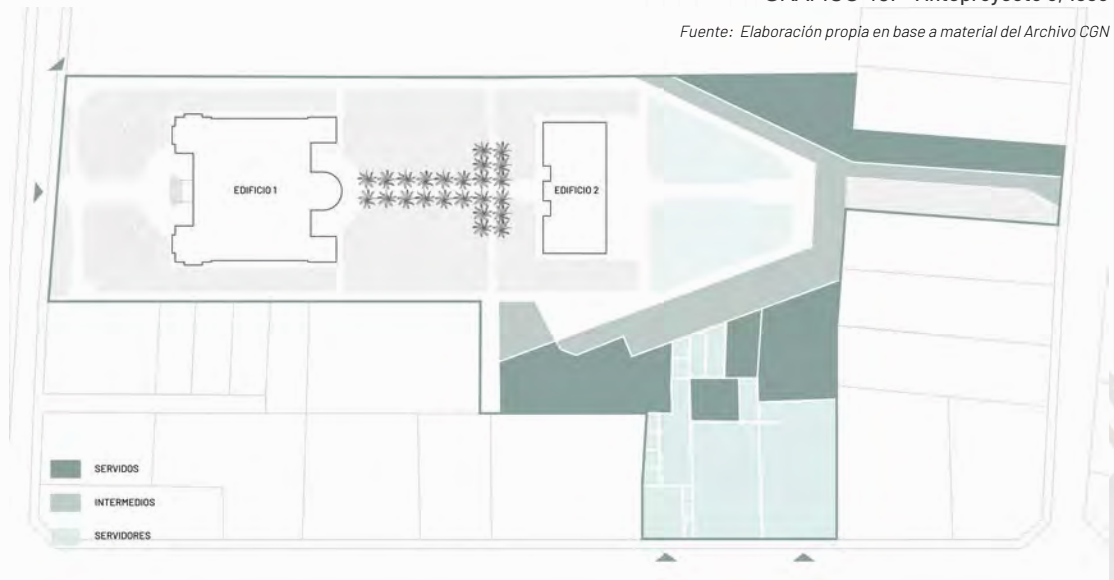 Fuente: Elaboración propia en base a material del Archivo CGN
EDIFICIO 1
EDIFICIO 2
SERVIDOS
INTERMEDIOS
SERVIDORES